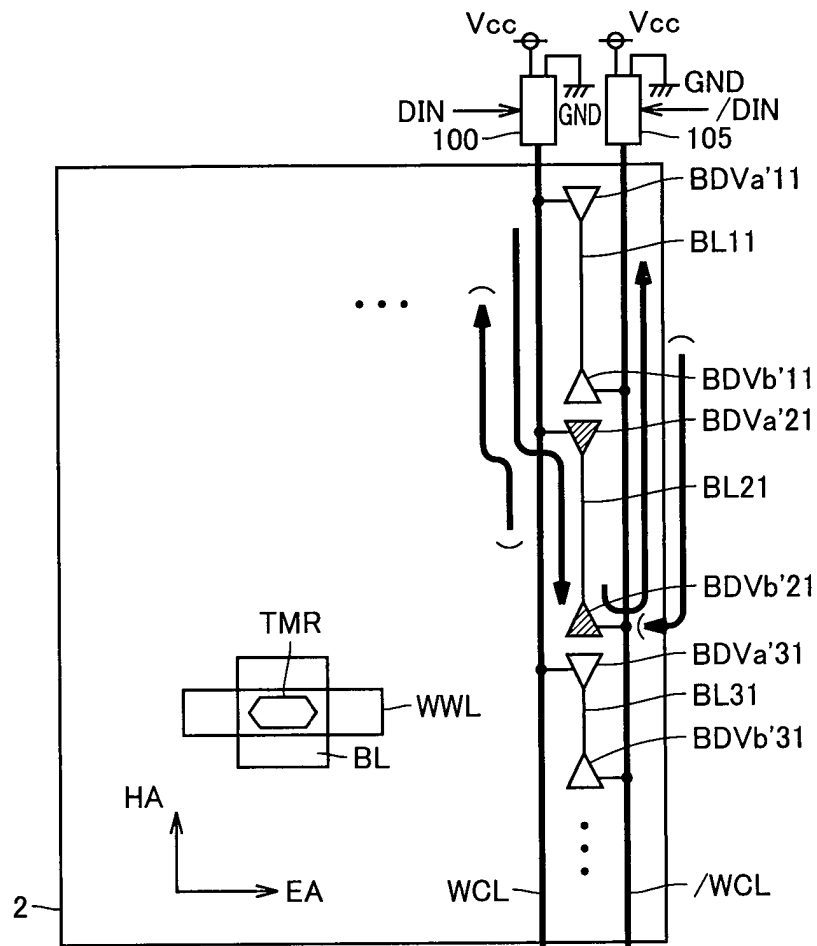 Vcc Vcc
GND
DIN GND /DIN
100 105
BDVa'11
BL11
• • •
BDVb'11
BDVa'21
BL21
BDVb'21
TMR
BDVa'31
BL31
WWL
BDVb'31
BL
HA
EA
WCL /WCL
2